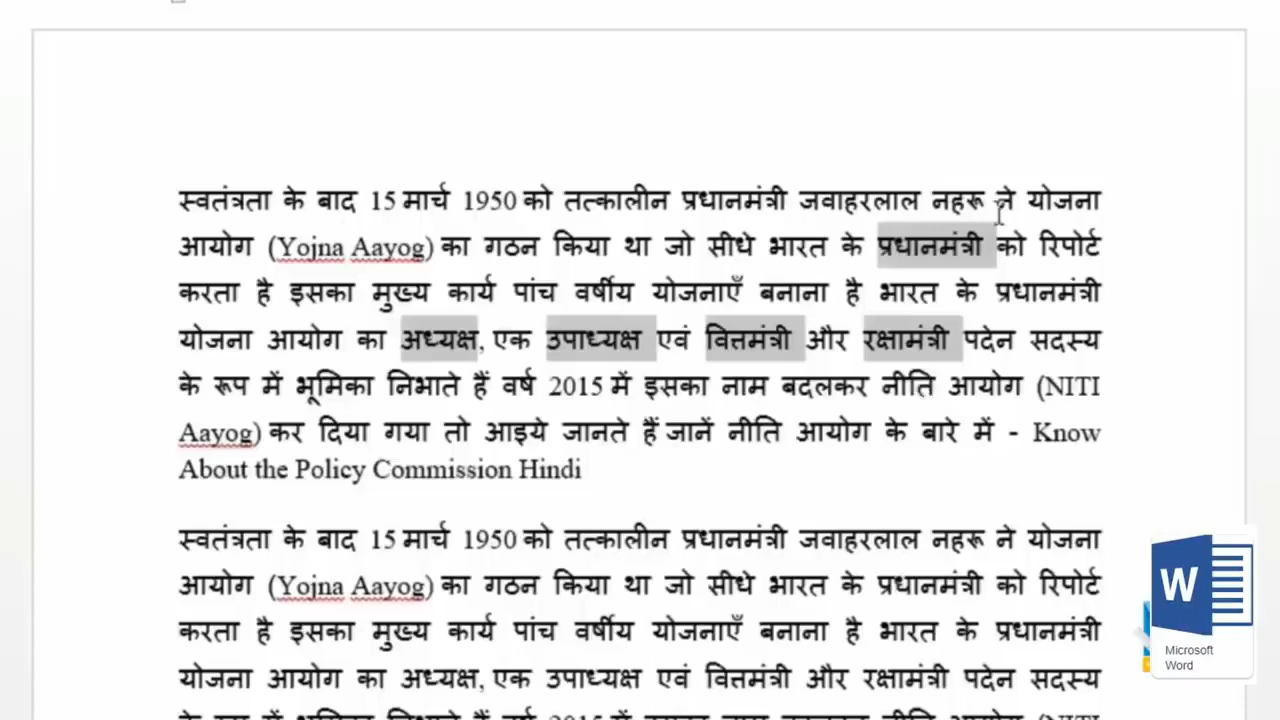 स्वतंत्रता के बाद 15 मार्च 1950 को तत्कालीन प्रधानमंत्री जवाहरलाल नहरू ने योजना
आयोग (Yojna Aayog) का गठन किया था जो सीधे भारत के प्रधानमंत्री को रिपोर्ट
करता है इसका मुख्य कार्य पांच वर्षीय योजनाएँ बनाना है भारत के प्रधानमंत्री
योजना आयोग का अध्यक्ष, एक उपाध्यक्ष एवं वित्तमंत्री और रक्षामंत्री पदेन सदस्य
के रूप में भूमिका निभाते हैं वर्ष 2015 में इसका नाम बदलकर नीति आयोग (NITI
Aayog) कर दिया गया तो आइये जानते हैं जानें नीति आयोग के बारे में - Know
About the Policy Commission Hindi
स्वतंत्रता के बाद 15 मार्च 1950 को तत्कालीन प्रधानमंत्री जवाहरलाल नहरू ने योजना
आयोग (Yojna Aayog) का गठन किया था जो सीधे भारत के प्रधानमंत्री को रिपोर्ट
करता है इसका मुख्य कार्य पांच वर्षीय योजनाएँ बनाना है भारत के प्रधानमंत्री
योजना आयोग का अध्यक्ष, एक उपाध्यक्ष एवं वित्तमंत्री और रक्षामंत्री पदेन सदस्य
W
Microsoft
Word